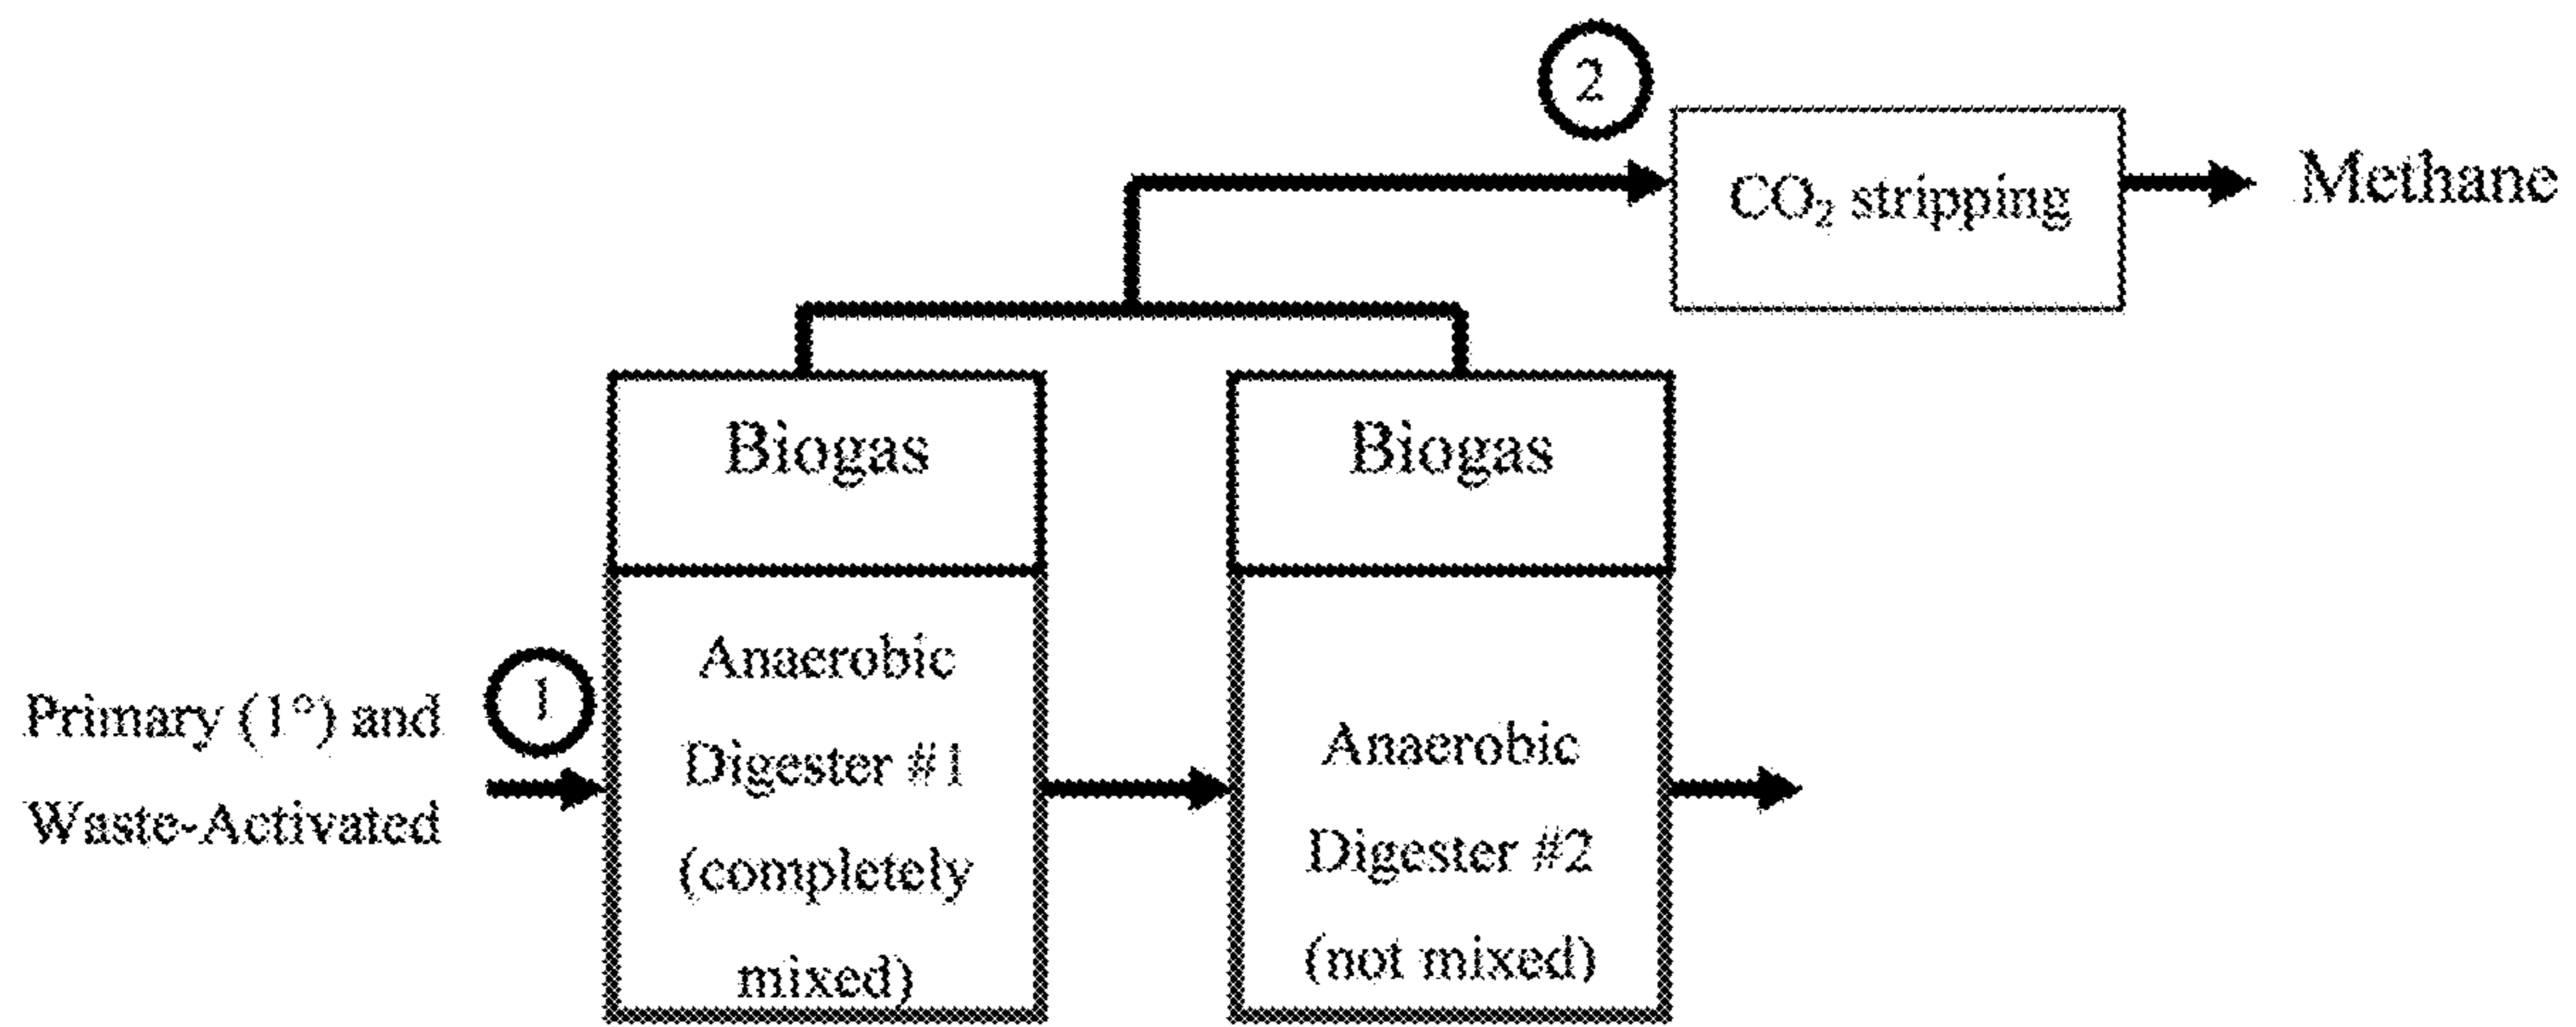 2
CO₂ stripping
Methane
Biogas
Biogas
Primary (1°) and
Waste-Activated
1
Anaerobic
Digester #1
(completely
mixed)
Anaerobic
Digester #2
(not mixed)